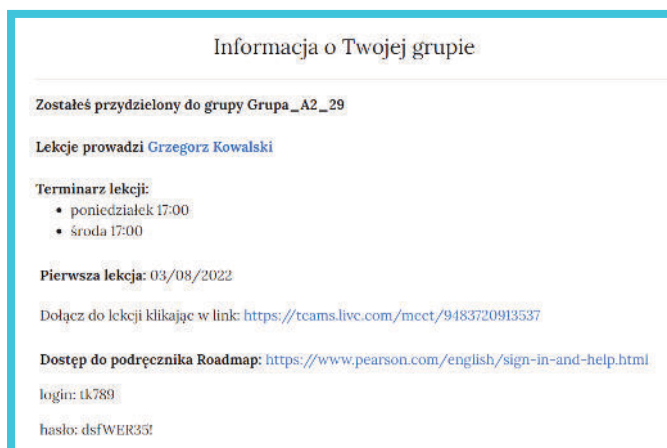 Informacja o Twojej grupie
Zostałeś przydzielony do grupy Grupa_A2_29
Lekcje prowadzi Grzegorz Kowalski
Terminarz lekcji:
• poniedziałek 17:00
• środa 17:00
Pierwsza lekcja: 03/08/2022
Dołącz do lekcji klikając w link: https://teams.live.com/meet/9483720913537
Dostęp do podręcznika Roadmap: https://www.pearson.com/english/sign-in-and-help.html
login: tk789
hasło: dsfWER35!